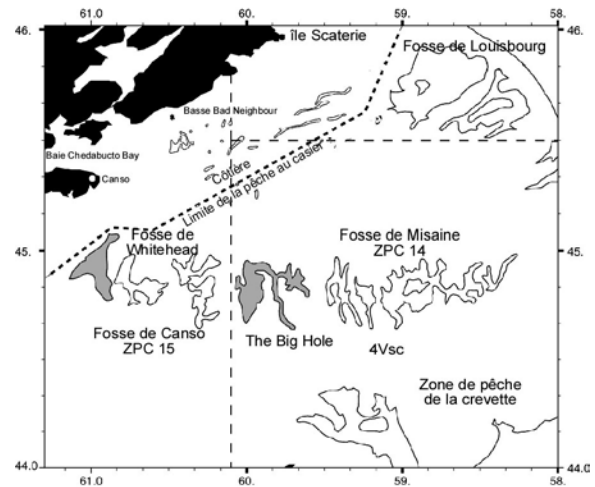 61.
60.
59.
58.
46.
46.
île Scaterie
Fosse de Louisbourg
Basse Bad Neighbour
Baie Chedabucto Bay
Canso
Côtière
Limite de la pêche au casier
45.
45.
Fosse de
Whitehead
Fosse de Misaine
ZPC 14
Fosse de Canso
ZPC 15
The Big Hole
4Vsc
Zone de pêche
de la crevette
44.0
44.0
61.0
60.
59.
58.